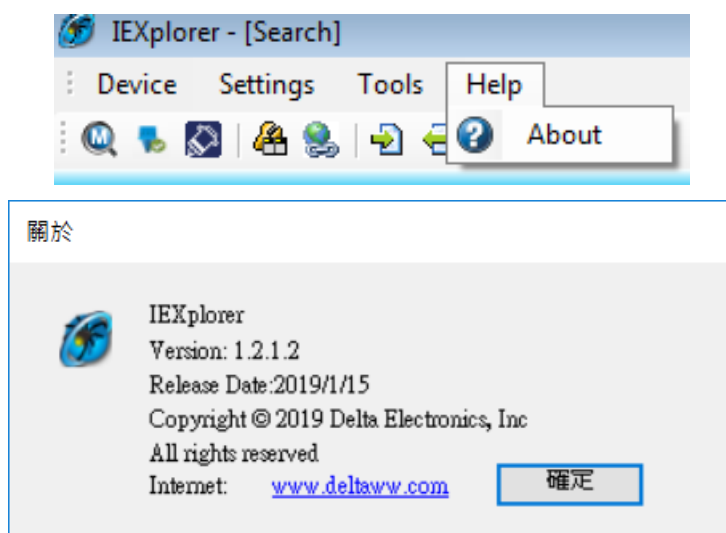 IEXplorer - [Search]
Device Settings Tools Help
M
About
關於
IEXplorer
Version: 1.2.1.2
Release Date:2019/1/15
Copyright © 2019 Delta Electronics, Inc
All rights reserved
Internet: www.deltaww.com
確定